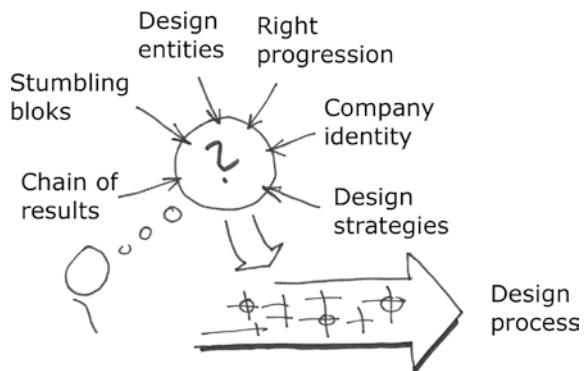 Design
entities
Right
progression
Stumbling
bloks
Company
identity
?
Chain of
results
Design
strategies
Design
process